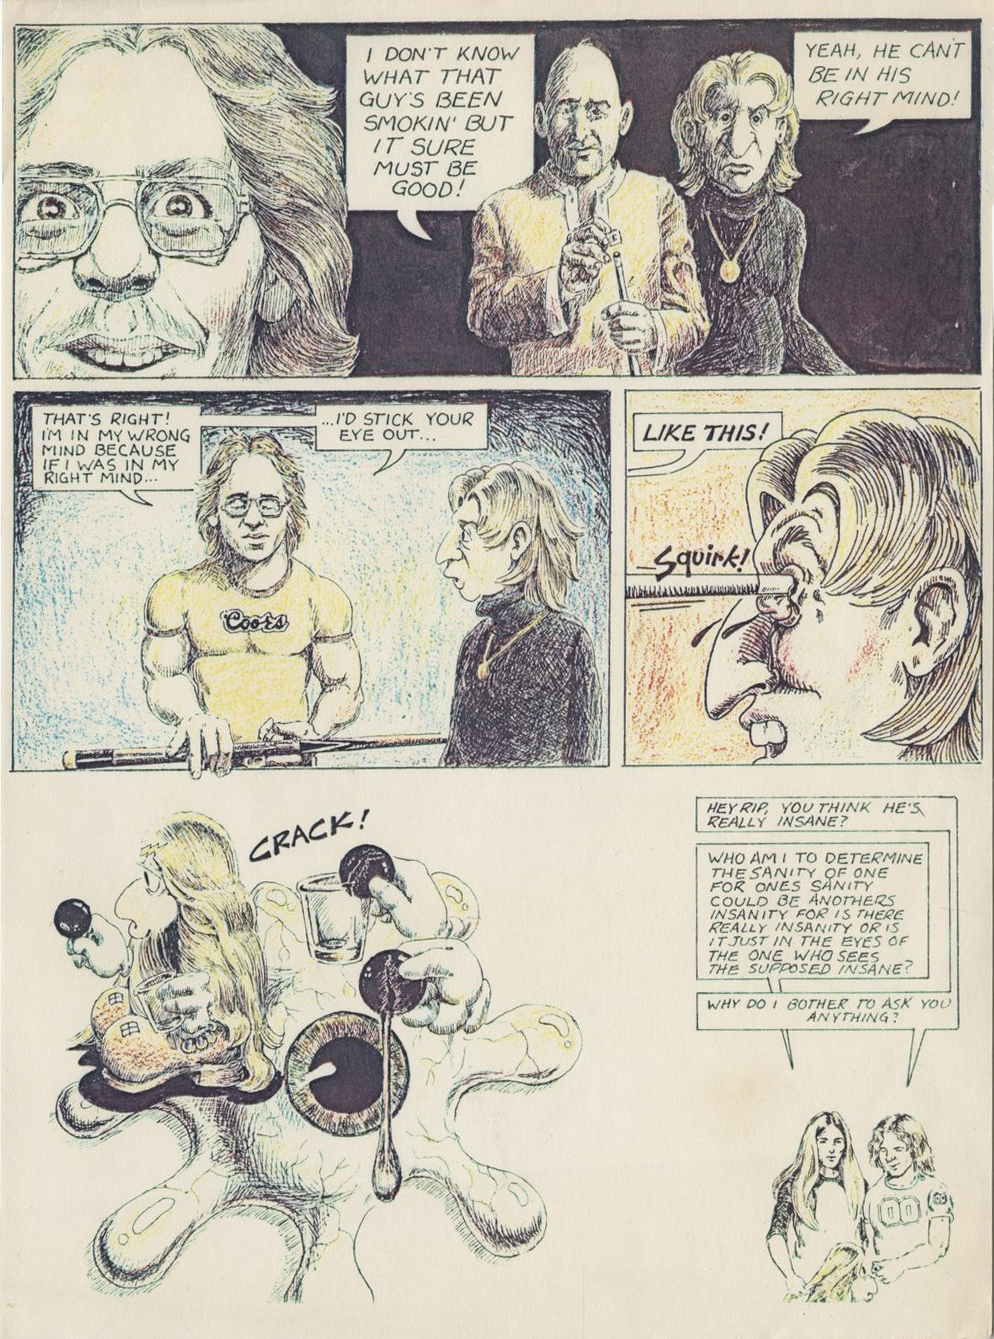 I DON'T KNOW
WHAT THAT
GUY'S BEEN
SMOKIN' BUT
IT SURE
MUST BE
GOOD!
YEAH, HE CAN'T
BE IN HIS
RIGHT MIND!
THAT'S RIGHT!
I'M IN MY WRONG
MIND BECAUSE
IF I WAS IN MY
RIGHT MIND...
...I'D STICK YOUR
EYE OUT...
Coors
LIKE THIS!
Squirk!
CRACK!
HEY RIP, YOU THINK HE'S
REALLY INSANE?
WHO AM I TO DETERMINE
THE SANITY OF ONE
FOR ONES SANITY
COULD BE ANOTHERS
INSANITY FOR IS THERE
REALLY INSANITY OR IS
IT JUST IN THE EYES OF
THE ONE WHO SEES
THE SUPPOSED INSANE?
WHY DO I BOTHER TO ASK YOU
ANYTHING?
00